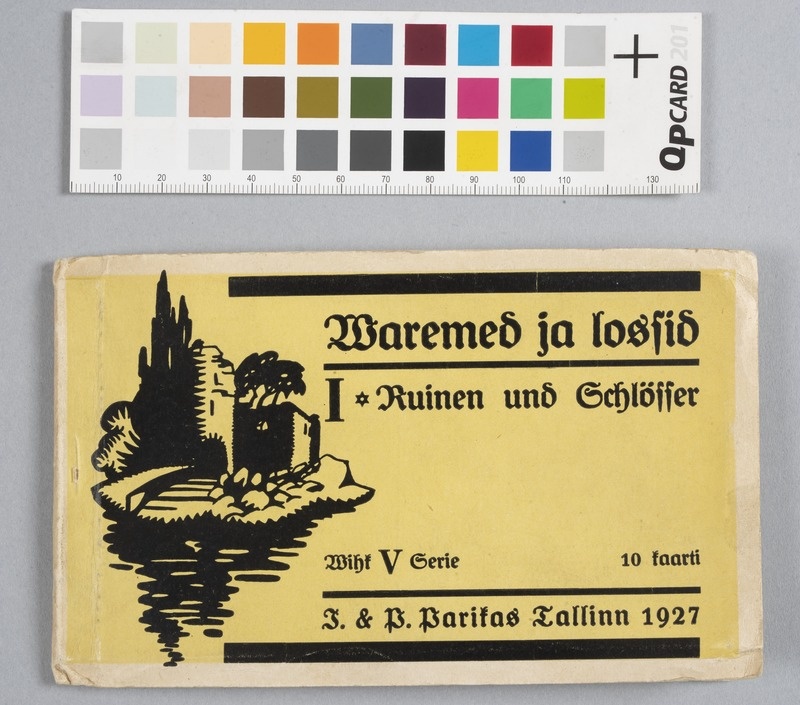 10 20 30 40 50 60 70 80 90 100 110 130
QPCARD 201
Waremed ja lossid
I * Ruinen und Schlösser
Wihk V Serie 10 kaarti
J. & P. Parikas Tallinn 1927